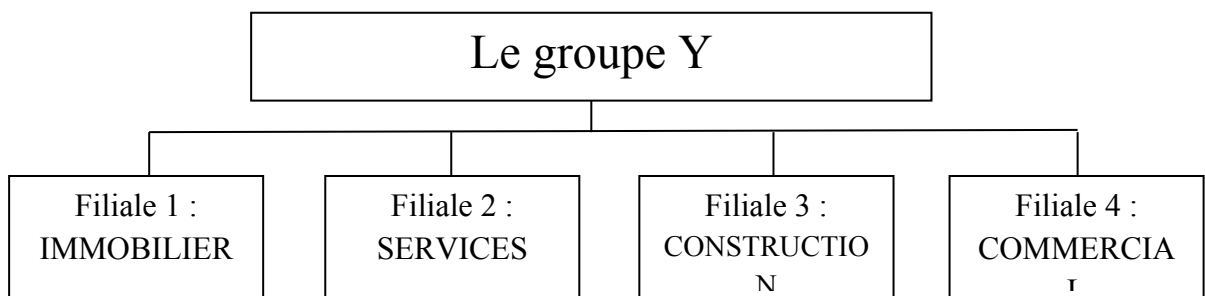 Le groupe Y
Filiale 1 :
IMMOBILIER
Filiale 2 :
SERVICES
Filiale 3 :
CONSTRUCTIO
N
Filiale 4 :
COMMERCIA
L